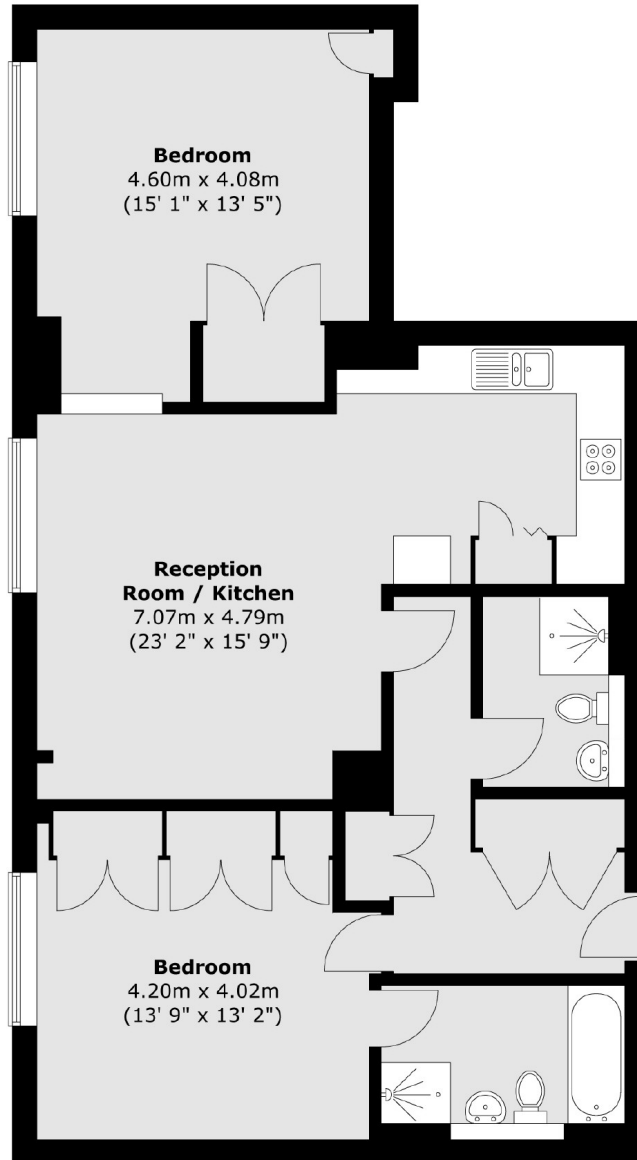 Bedroom
4.60m x 4.08m
(15' 1" x 13' 5")
Reception
Room / Kitchen
7.07m x 4.79m
(23' 2" x 15' 9")
Bedroom
4.20m x 4.02m
(13' 9" x 13' 2")